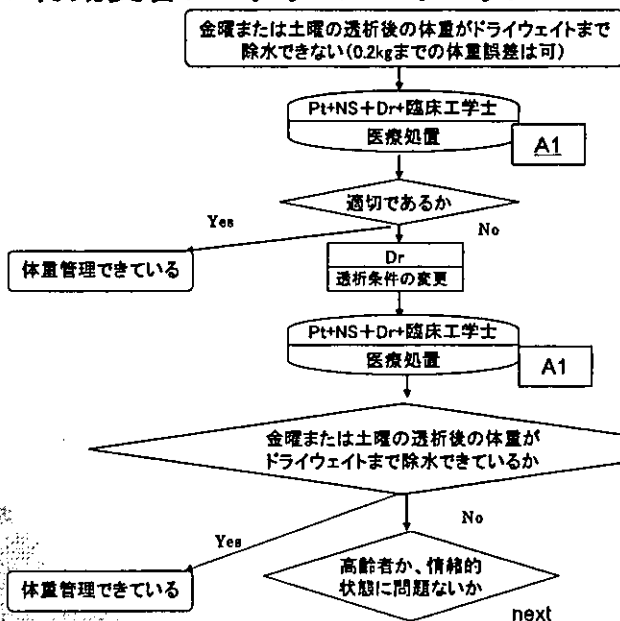 金曜または土曜の透析後の体重がドライウェイトまで
除水できない(0.2kgまでの体重誤差は可)
Pt+NS+Dr+臨床工学士
医療処置
A1
適切であるか
Yes
No
体重管理できている
Dr
透析条件の変更
Pt+NS+Dr+臨床工学士
医療処置
A1
金曜または土曜の透析後の体重が
ドライウェイトまで除水できているか
Yes
No
体重管理できている
高齢者か、情緒的
状態に問題ないか
next